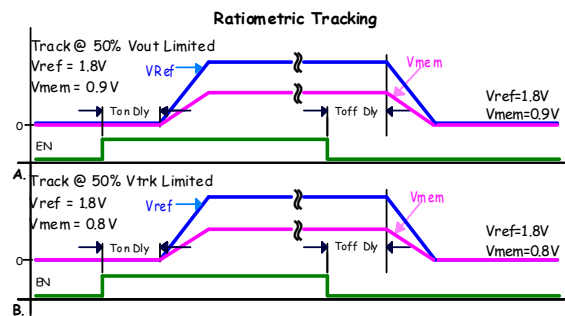 Ratiometric Tracking
Track @ 50% Vout Limited
Vref = 1.8V
Vmem = 0.9V
VRef
Vmem
Ton Dly
Toff Dly
Vref=1.8V
Vmem=0.9V
0
EN
A.
Track @ 50% Vtrk Limited
Vref = 1.8V
Vmem = 0.8V
Vref
Vmem
Ton Dly
Toff Dly
Vref=1.8V
Vmem=0.8V
0
EN
B.